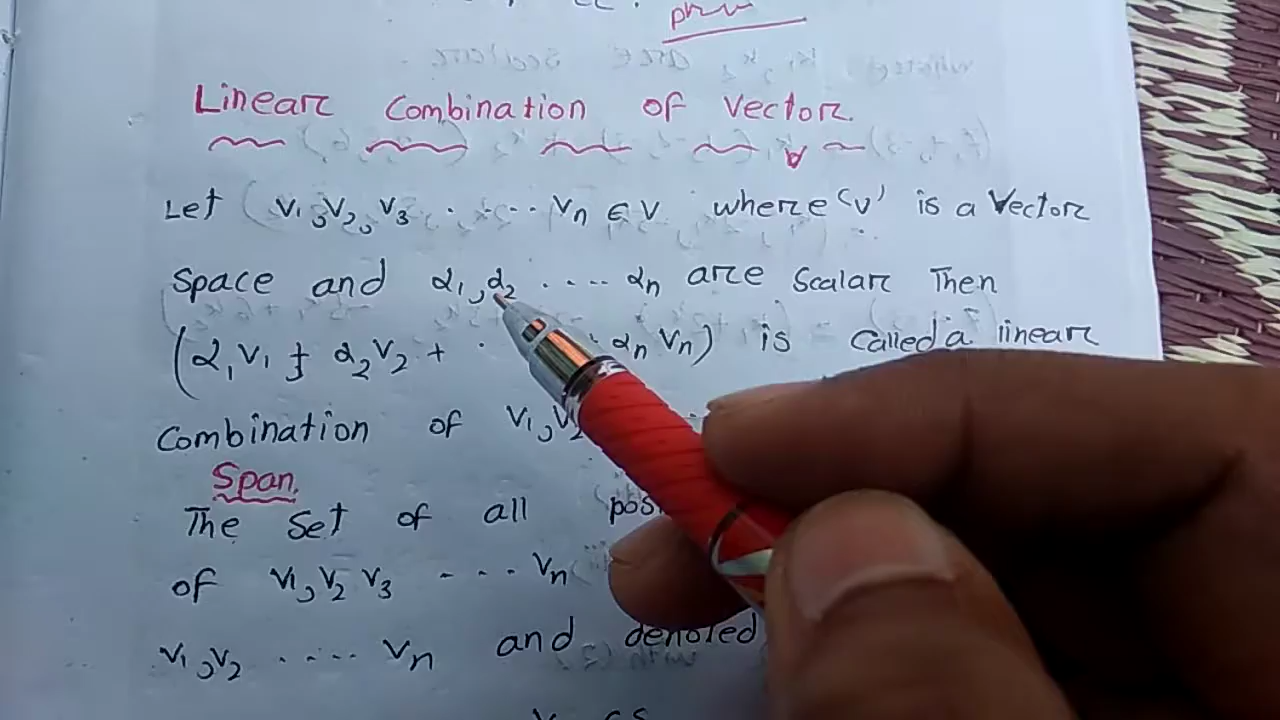 Linear Combination of Vector.
Let (V1, V2, V3 . . . . . Vn ∈ V where 'V' is a Vector
Space and α1, α2 . . . . αn are Scalar Then
(α1V1 + α2V2 + . αn Vn) is Called a linear
Combination of V1, V2
Span.
The Set of all
of V1, V2 V3 - - - - Vn
V1, V2 . . . . . Vn and denoted